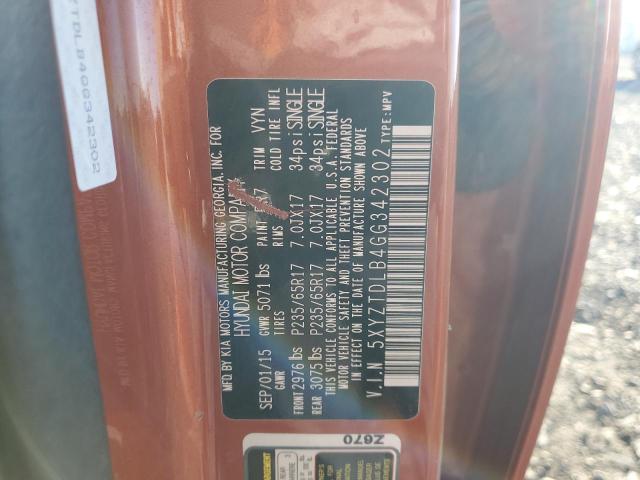 MFD BY KIA MOTORS MANUFACTURING GEORGIA, INC. FOR
HYUNDAI MOTOR COMPANY
SEP/01/15 GVWR 5071 lbs PAINT TRIM VYN
GAWR TIRES RIMS COLD TIRE INFL
FRONT 2976 lbs P235/65R17 7.0JX17 34psi SINGLE
REAR 3075 lbs P235/65R17 7.0JX17 34psi SINGLE
THIS VEHICLE CONFORMS TO ALL APPLICABLE U.S.A. FEDERAL
MOTOR VEHICLE SAFETY AND THEFT PREVENTION STANDARDS
IN EFFECT ON THE DATE OF MANUFACTURE SHOWN ABOVE
V.I.N 5XYZTDLB4GG342302 TYPE:MPV
ZTDLB4GG342302
Z670